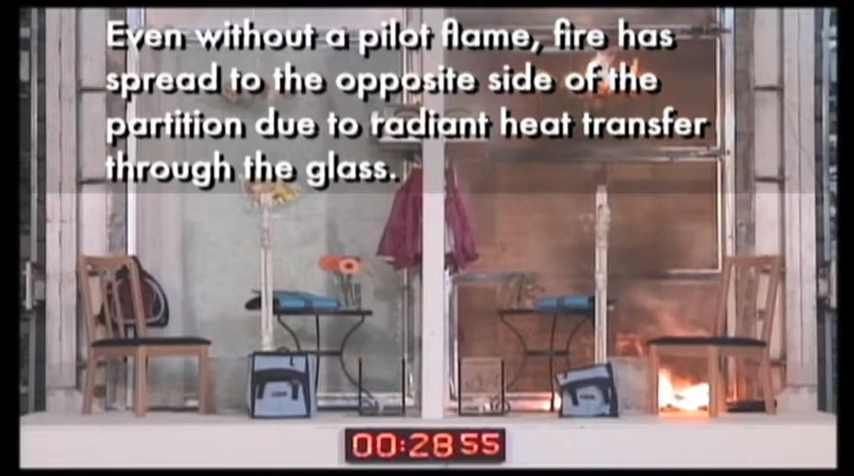 Even without a pilot flame, fire has
spread to the opposite side of the
partition due to radiant heat transfer
through the glass.
00:28 55